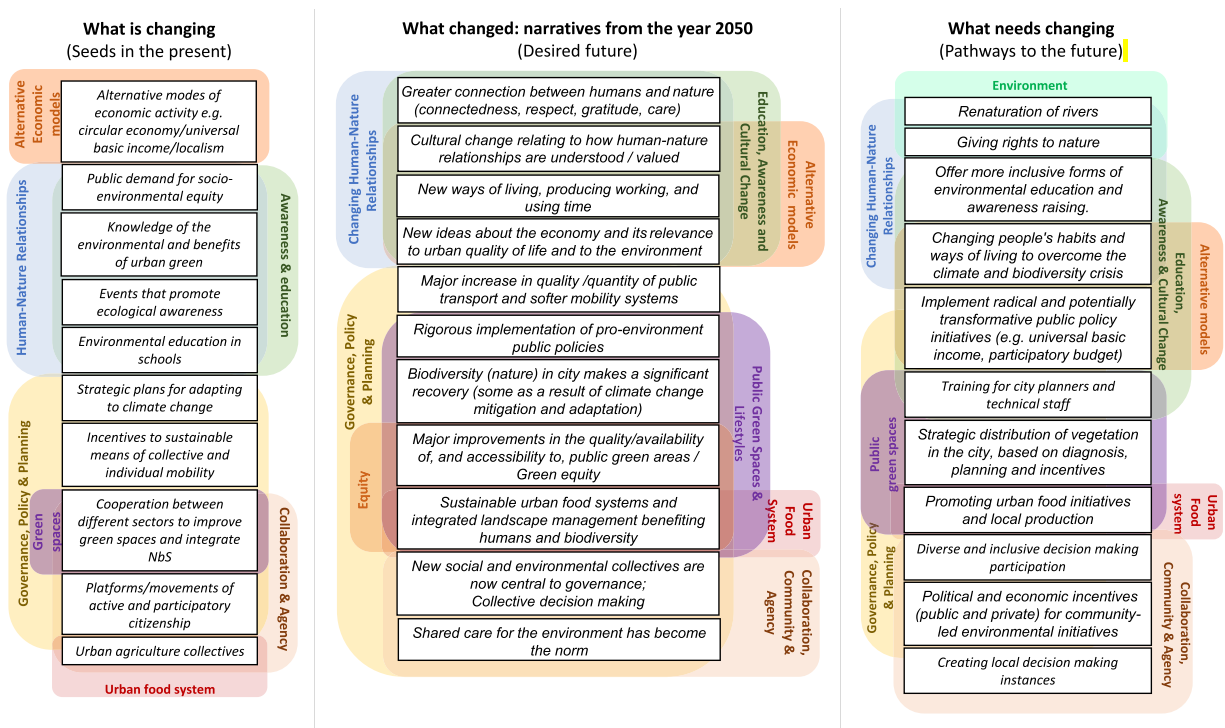 What is changing
(Seeds in the present)
Alternative
Economic
models
Alternative modes of
economic activity e.g.
circular economy/universal
basic income/localism
Human-Nature Relationships
Public demand for socio-
environmental equity
Knowledge of the
environmental and benefits
of urban green
Events that promote
ecological awareness
Environmental education in
schools
Awareness & education
Governance, Policy & Planning
Strategic plans for adapting
to climate change
Incentives to sustainable
means of collective and
individual mobility
Green
spaces
Cooperation between
different sectors to improve
green spaces and integrate
NbS
Platforms/movements of
active and participatory
citizenship
Urban agriculture collectives
Collaboration & Agency
Urban food system
What changed: narratives from the year 2050
(Desired future)
Changing Human-Nature
Relationships
Greater connection between humans and nature
(connectedness, respect, gratitude, care)
Cultural change relating to how human-nature
relationships are understood / valued
New ways of living, producing working, and
using time
New ideas about the economy and its relevance
to urban quality of life and to the environment
Education, Awareness and
Cultural Change
Alternative
Economic models
Governance, Policy
& Planning
Major increase in quality /quantity of public
transport and softer mobility systems
Rigorous implementation of pro-environment
public policies
Biodiversity (nature) in city makes a significant
recovery (some as a result of climate change
mitigation and adaptation)
Public Green Spaces &
Lifestyles
Equity
Major improvements in the quality/availability
of, and accessibility to, public green areas /
Green equity
Sustainable urban food systems and
integrated landscape management benefiting
humans and biodiversity
Urban
Food
System
New social and environmental collectives are
now central to governance;
Collective decision making
Shared care for the environment has become
the norm
Collaboration,
Community &
Agency
What needs changing
(Pathways to the future)
Environment
Changing Human-Nature
Relationships
Renaturation of rivers
Giving rights to nature
Offer more inclusive forms of
environmental education and
awareness raising.
Changing people's habits and
ways of living to overcome the
climate and biodiversity crisis
Implement radical and potentially
transformative public policy
initiatives (e.g. universal basic
income, participatory budget)
Education,
Awareness & Cultural Change
Alternative models
Training for city planners and
technical staff
Public
green spaces
Strategic distribution of vegetation
in the city, based on diagnosis,
planning and incentives
Promoting urban food initiatives
and local production
Urban
Food
system
Governance, Policy
& Planning
Diverse and inclusive decision making
participation
Political and economic incentives
(public and private) for community-
led environmental initiatives
Creating local decision making
instances
Collaboration,
Community & Agency